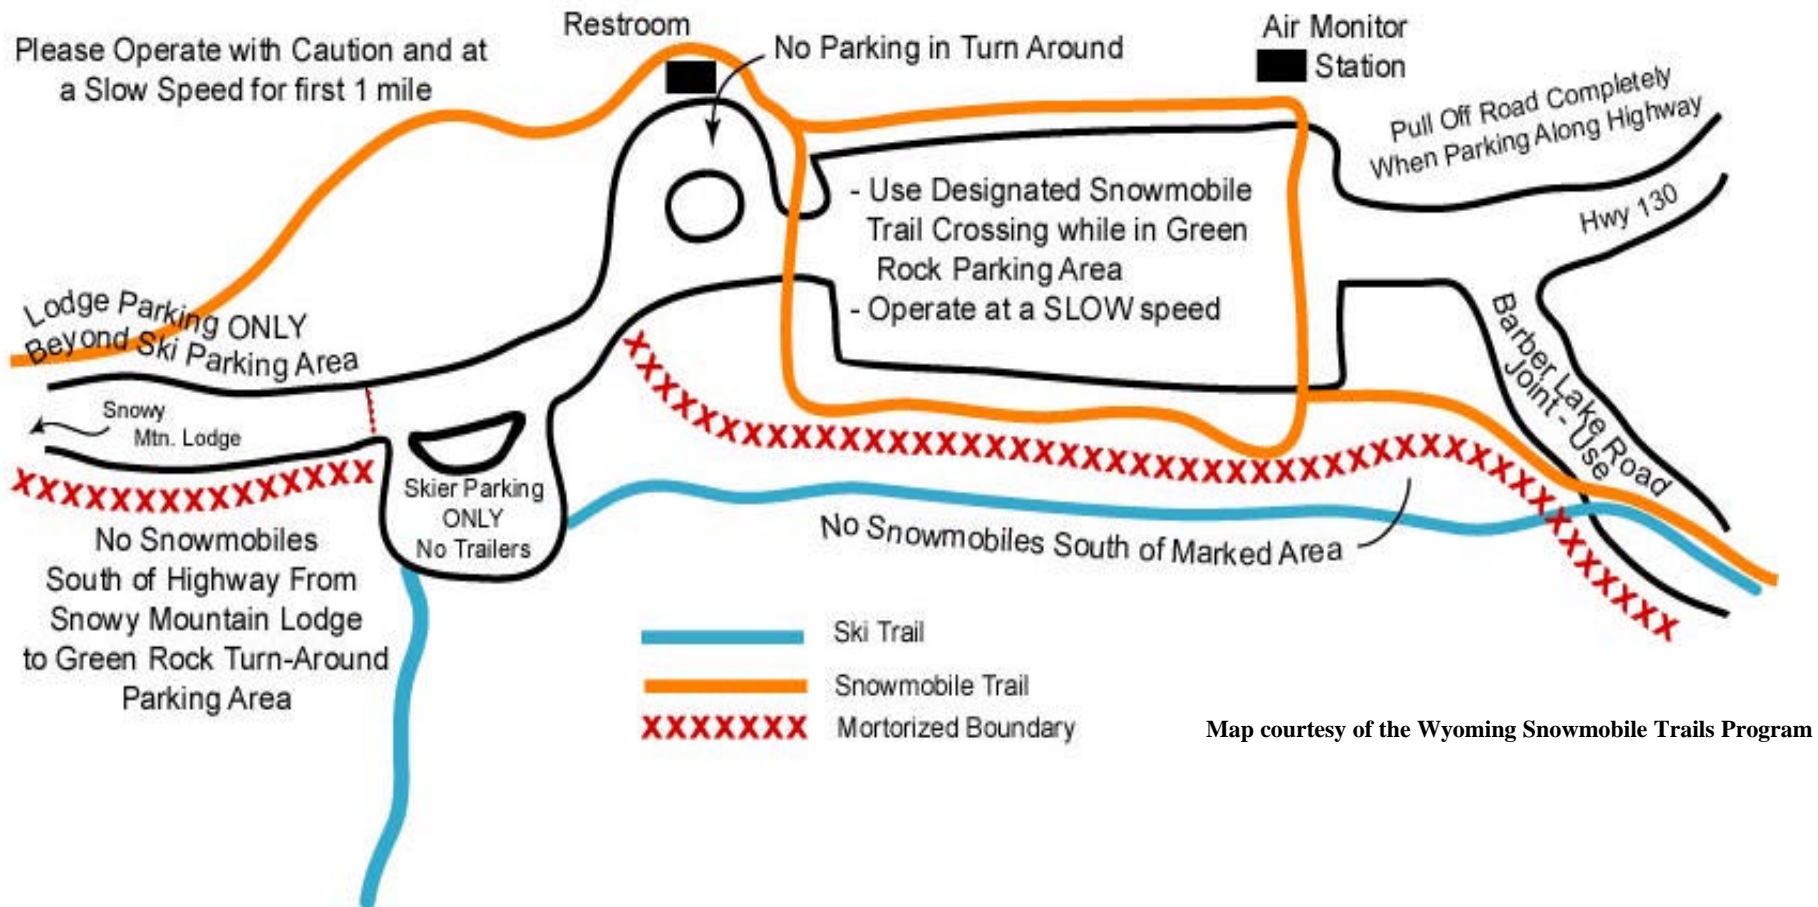 Please Operate with Caution and at
a Slow Speed for first 1 mile
Restroom
No Parking in Turn Around
Air Monitor
Station
Pull Off Road Completely
When Parking Along Highway
Hwy 130
- Use Designated Snowmobile
Trail Crossing while in Green
Rock Parking Area
- Operate at a SLOW speed
Lodge Parking ONLY
Beyond Ski Parking Area
Snowy
Mtn. Lodge
Barber Lake Road
Joint - Use
Skier Parking
ONLY
No Trailers
No Snowmobiles South of Marked Area
No Snowmobiles
South of Highway From
Snowy Mountain Lodge
to Green Rock Turn-Around
Parking Area
Ski Trail
Snowmobile Trail
Mortorized Boundary
Map courtesy of the Wyoming Snowmobile Trails Program